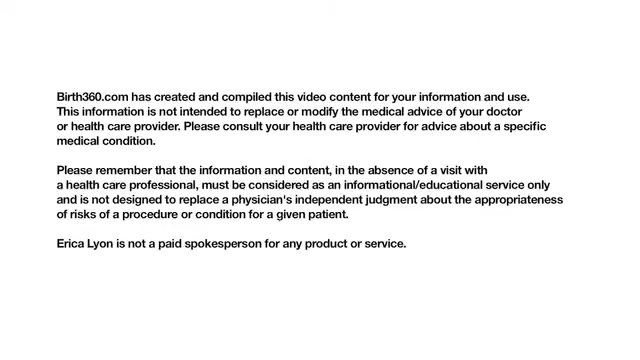 Birth360.com has created and compiled this video content for your information and use.
This information is not intended to replace or modify the medical advice of your doctor
or health care provider. Please consult your health care provider for advice about a specific
medical condition.
Please remember that the information and content, in the absence of a visit with
a health care professional, must be considered as an informational/educational service only
and is not designed to replace a physician's independent judgment about the appropriateness
of risks of a procedure or condition for a given patient.
Erica Lyon is not a paid spokesperson for any product or service.